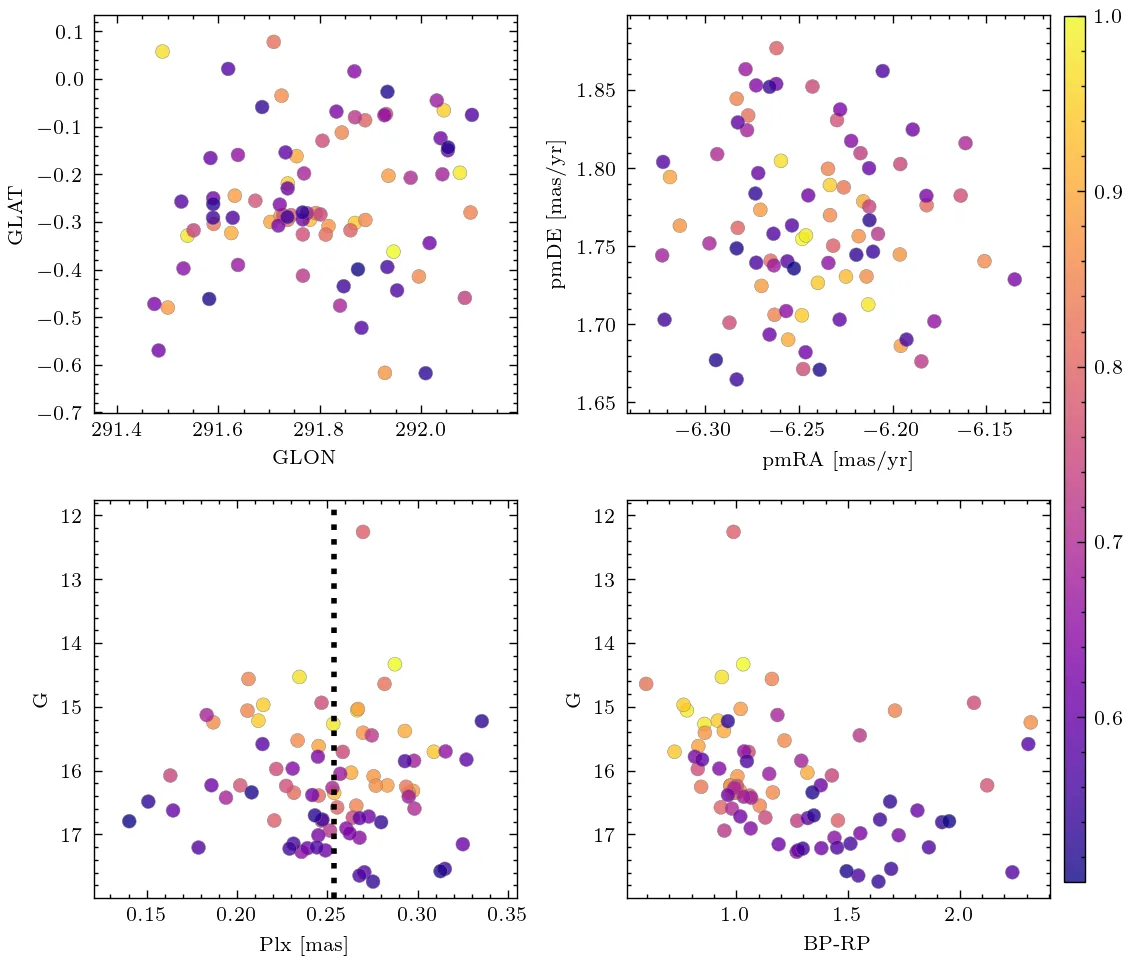 0.1
0.0
−0.1
−0.2
−0.3
−0.4
−0.5
−0.6
−0.7
GLAT
291.4 291.6 291.8 292.0
GLON
1.85
1.80
1.75
1.70
1.65
pmDE [mas/yr]
−6.30 −6.25 −6.20 −6.15
pmRA [mas/yr]
12
13
14
15
16
17
G
0.15 0.20 0.25 0.30 0.35
Plx [mas]
12
13
14
15
16
17
G
1.0 1.5 2.0
BP-RP
1.0
0.9
0.8
0.7
0.6